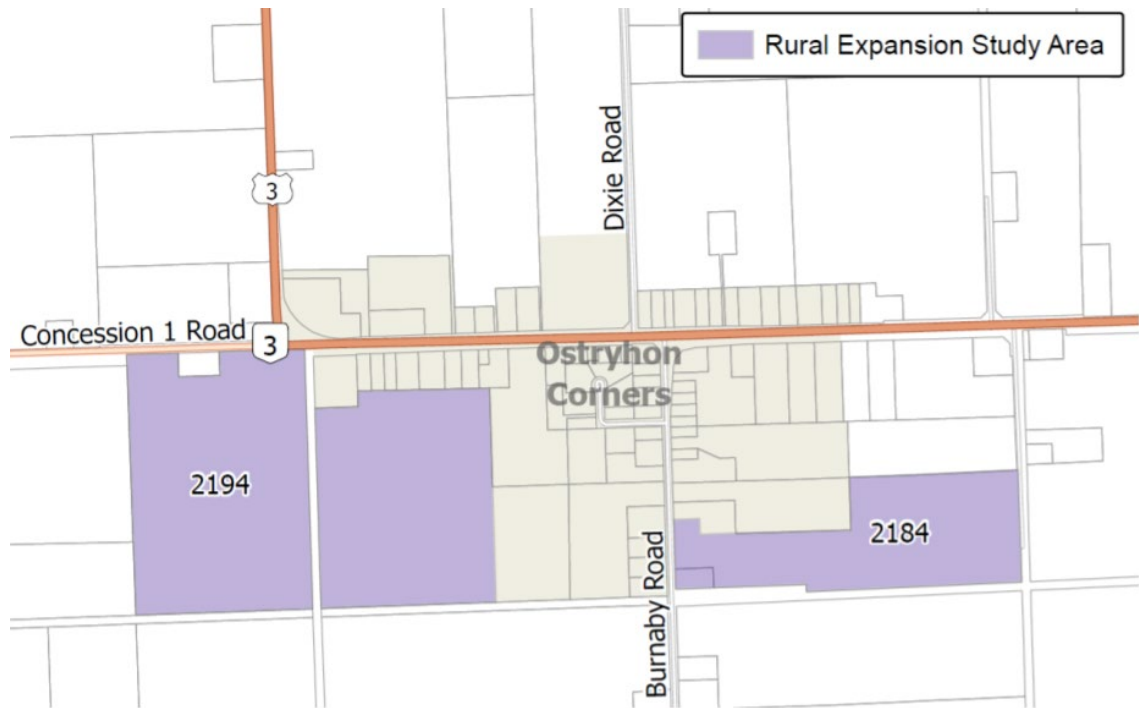 Rural Expansion Study Area
Dixie Road
3
Concession 1 Road
3
Ostryhon
Corners
2194
2184
Burnaby Road